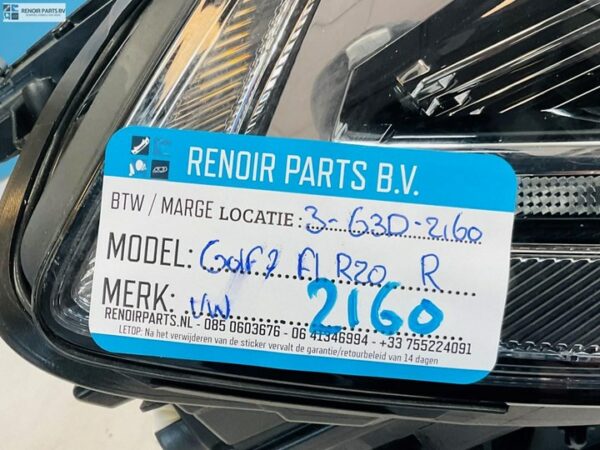 RENOIR PARTS BV
RENOIR PARTS B.V.
BTW / MARGE LOCATIE: 3-G3D-2160
MODEL: Golf 7 Fl R20 R
MERK: VW 2160
RENOIRPARTS.NL - 085 0603676 - 06 41346994 - +33 755224091
LETOP: Na het verwijderen van de sticker vervalt de garantie/retourbeleid van 14 dagen